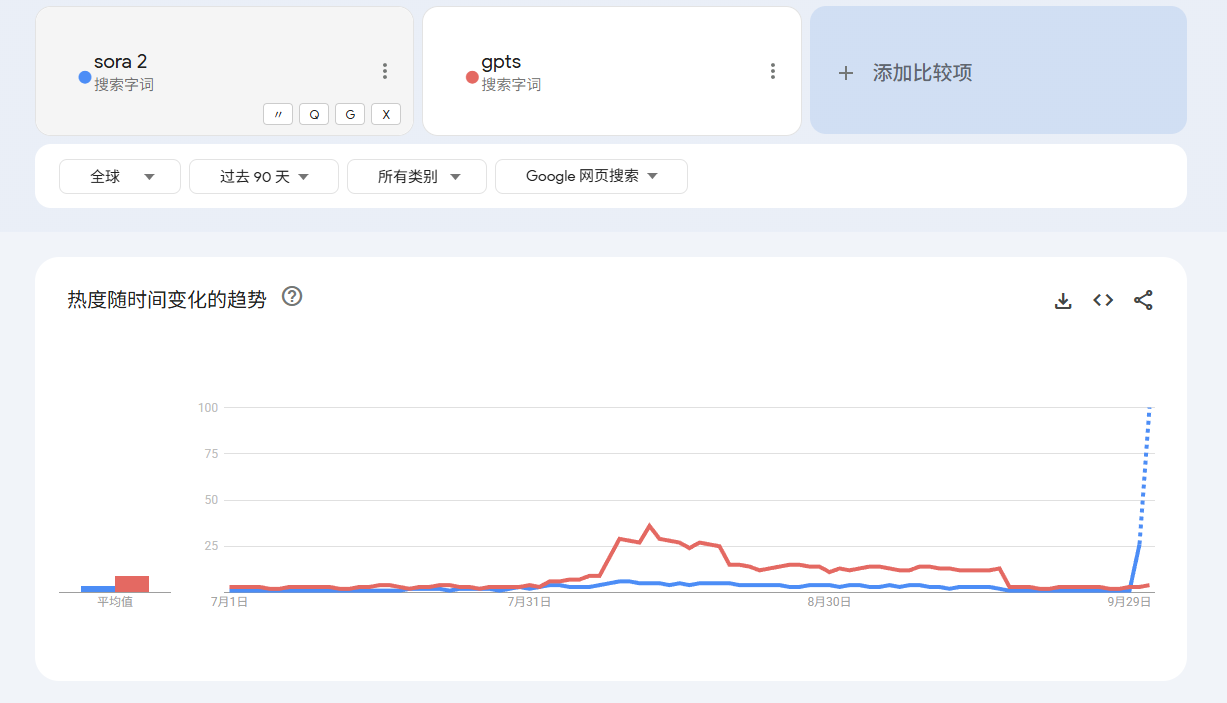 sora 2
搜索字词
〃 Q G X
gpts
搜索字词
+ 添加比较项
全球
过去 90 天
所有类别
Google 网页搜索
热度随时间变化的趋势
100
75
50
25
平均值
7月1日
7月31日
8月30日
9月29日